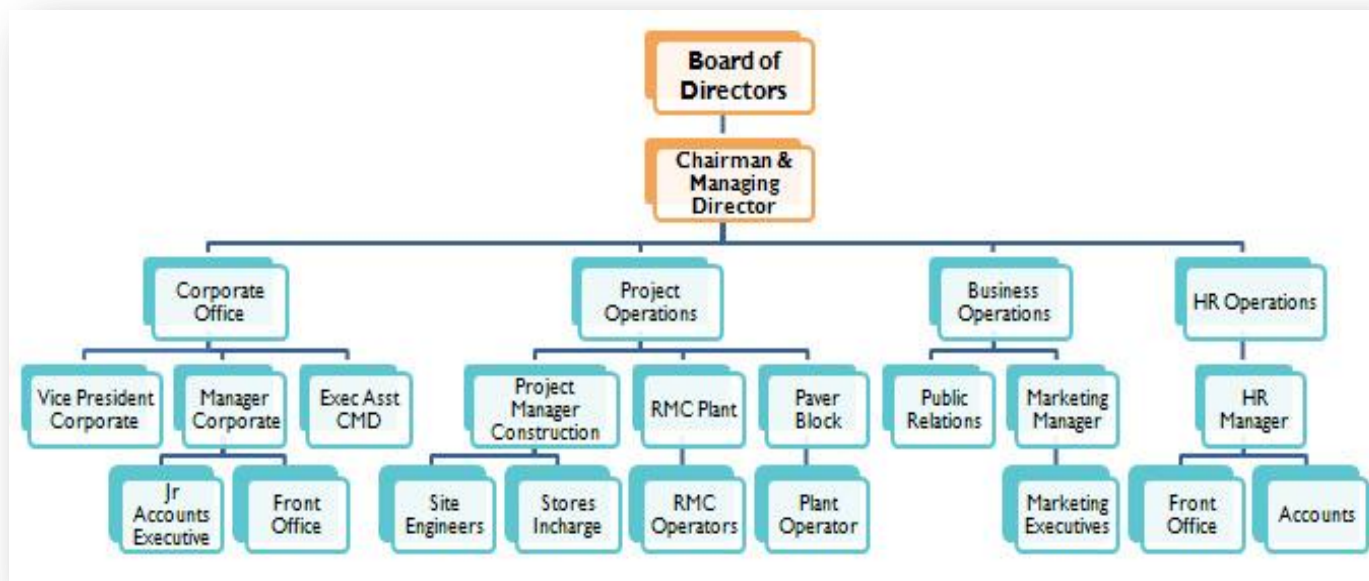 Board of
Directors
Chairman &
Managing
Director
Corporate
Office
Project
Operations
Business
Operations
HR Operations
Vice President
Corporate
Manager
Corporate
Exec Asst
CMD
Project
Manager
Construction
RMC Plant
Paver
Block
Public
Relations
Marketing
Manager
HR
Manager
Jr
Accounts
Executive
Front
Office
Site
Engineers
Stores
Incharge
RMC
Operators
Plant
Operator
Marketing
Executives
Front
Office
Accounts